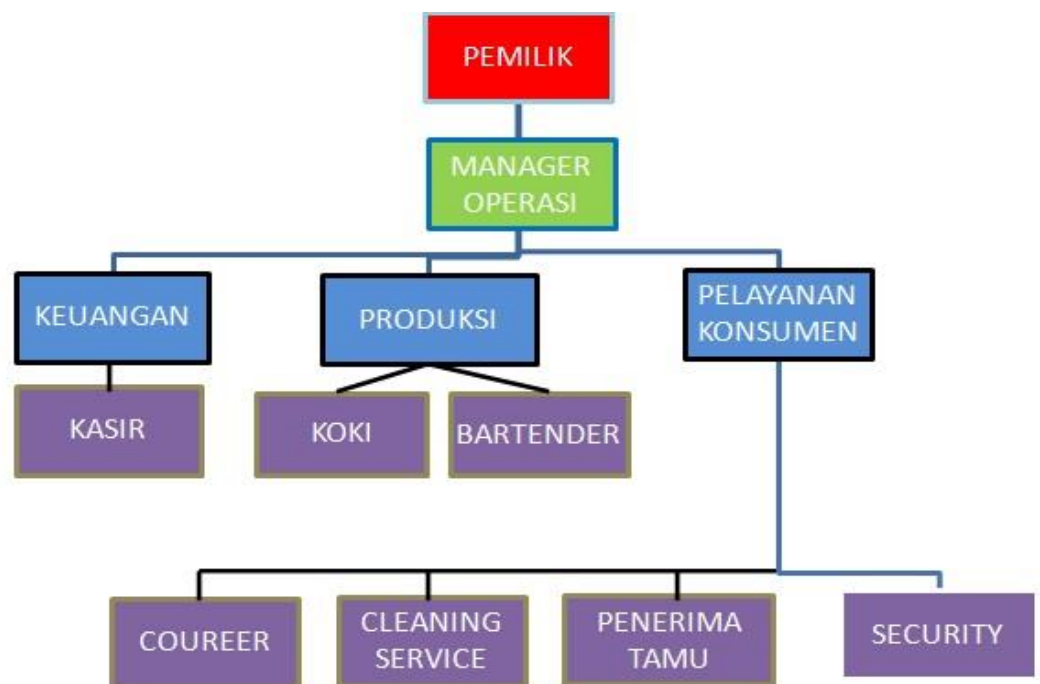 PEMILIK
MANAGER
OPERASI
KEUANGAN
PRODUKSI
PELAYANAN
KONSUMEN
KASIR
KOKI
BARTENDER
COUREER
CLEANING
SERVICE
PENERIMA
TAMU
SECURITY